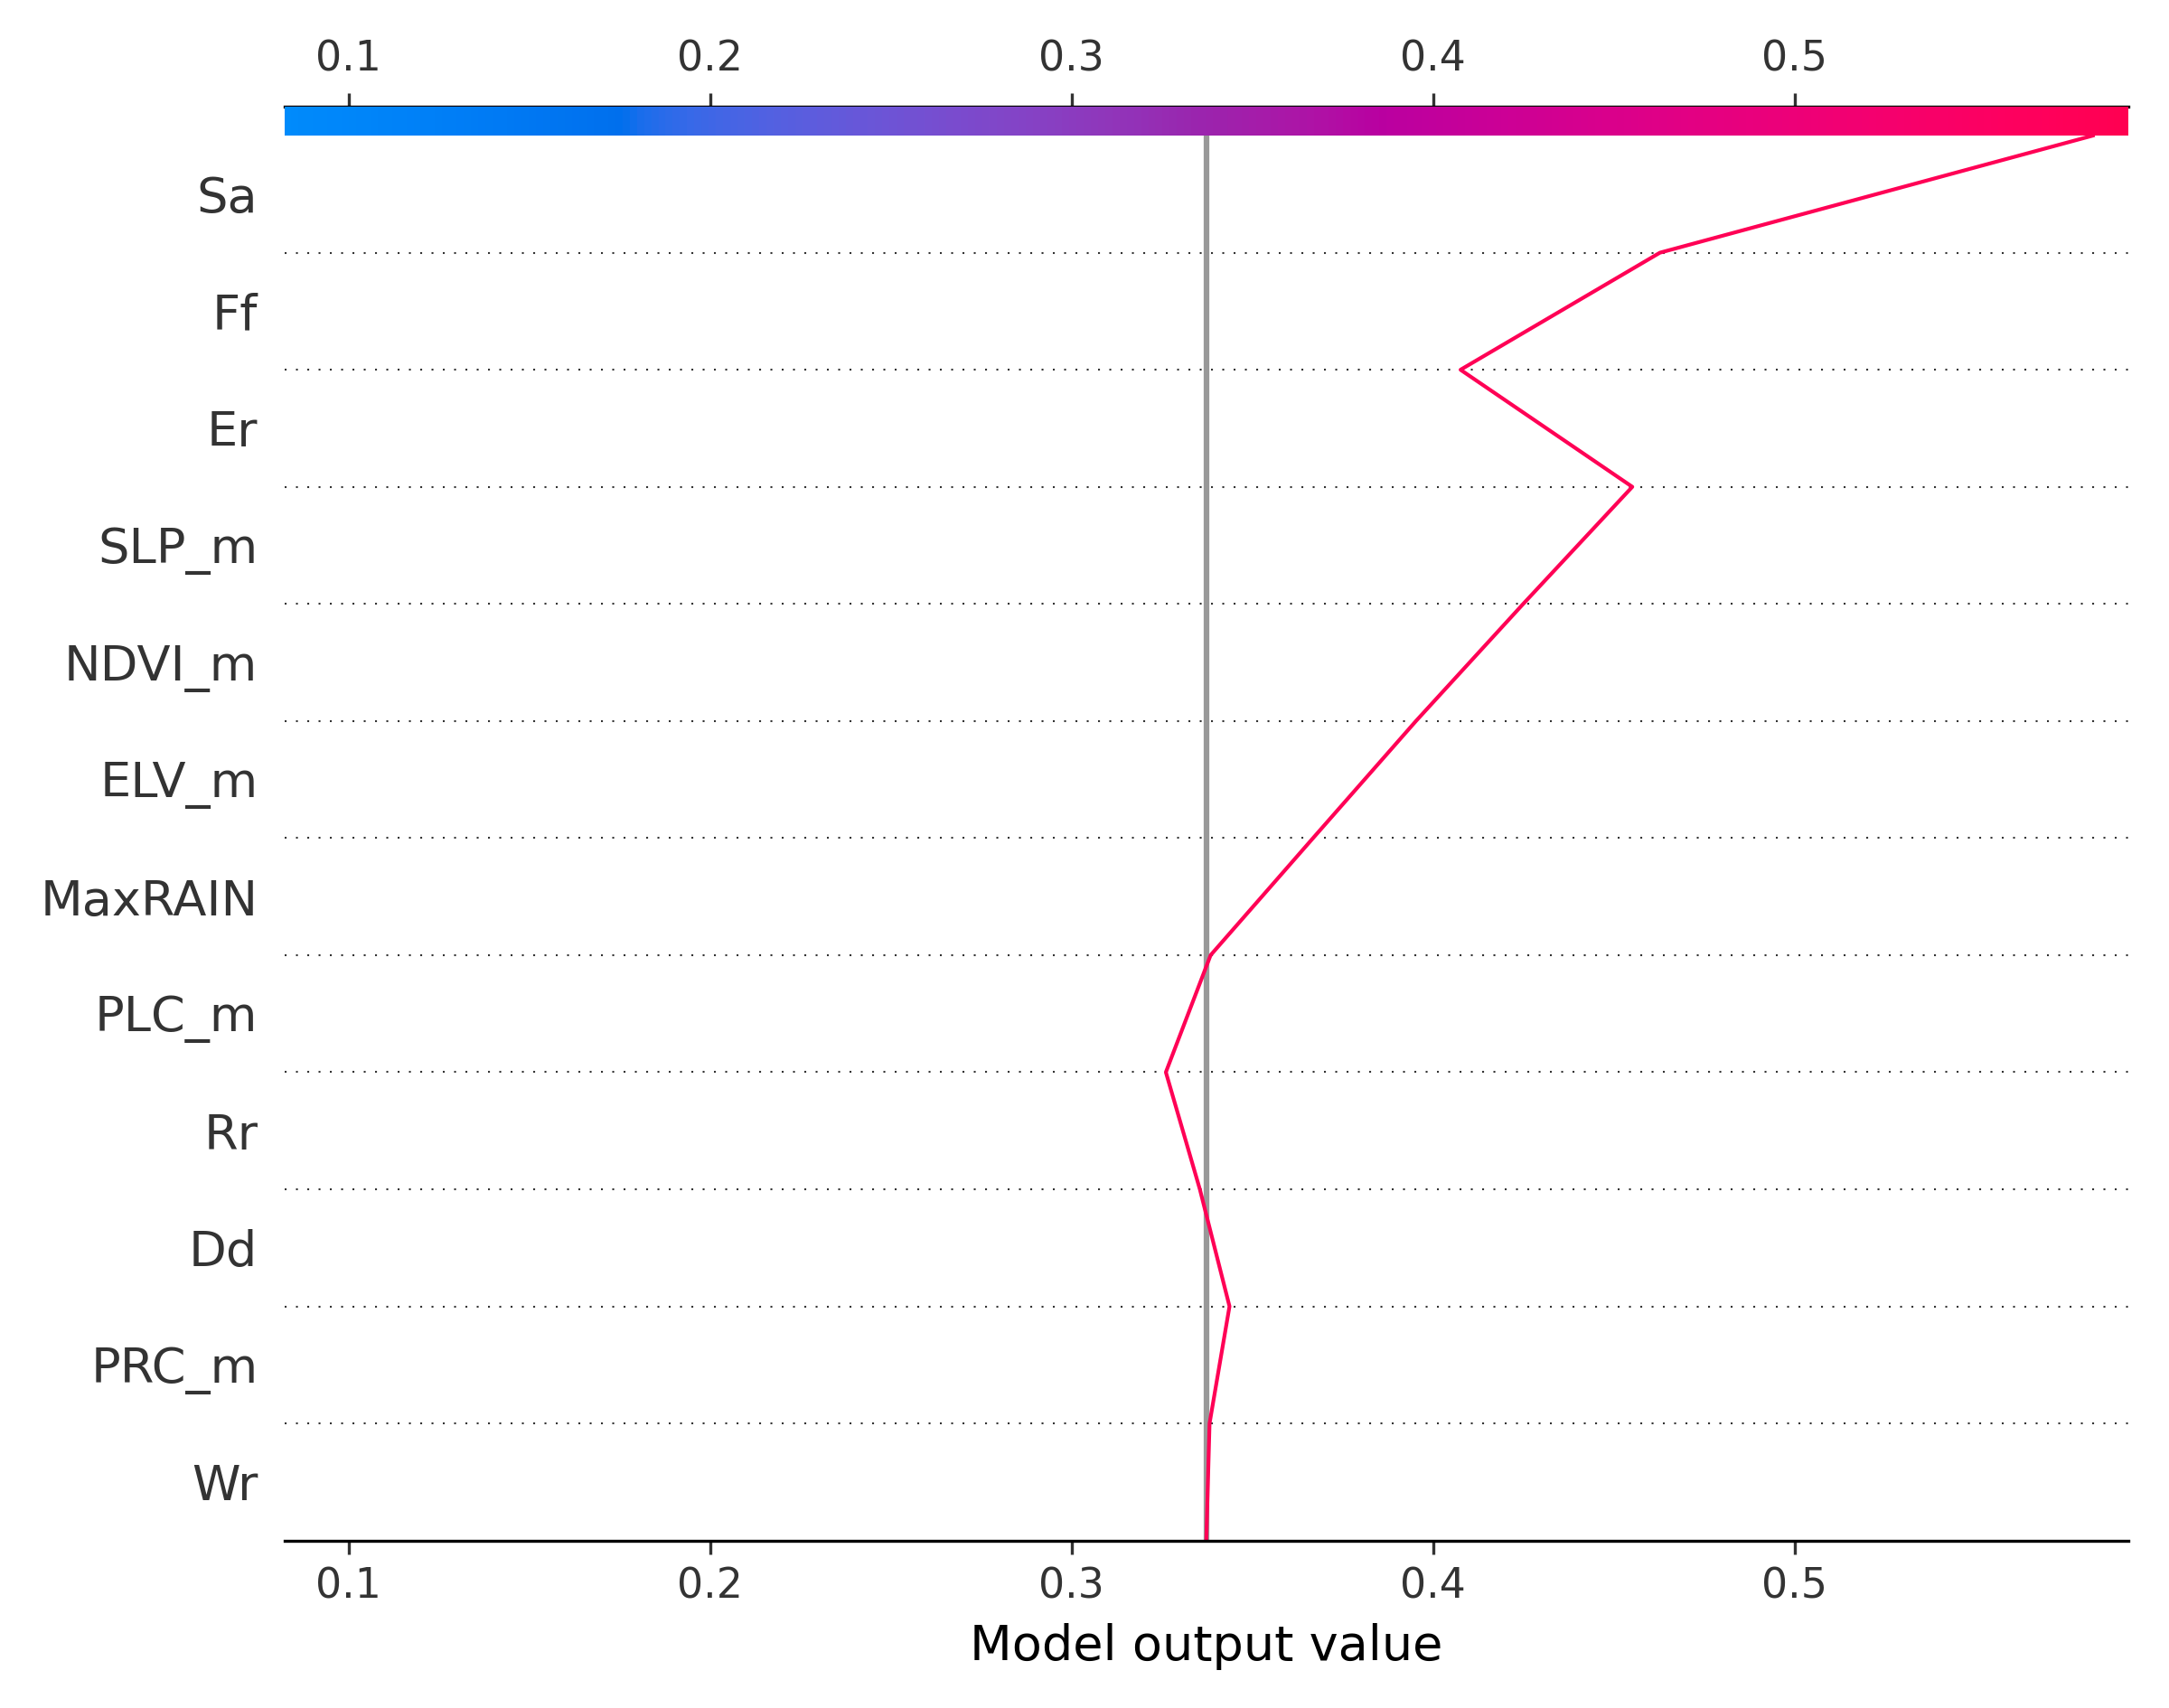 0.1 0.2 0.3 0.4 0.5
Sa
Ff
Er
SLP_m
NDVI_m
ELV_m
MaxRAIN
PLC_m
Rr
Dd
PRC_m
Wr
0.1 0.2 0.3 0.4 0.5
Model output value